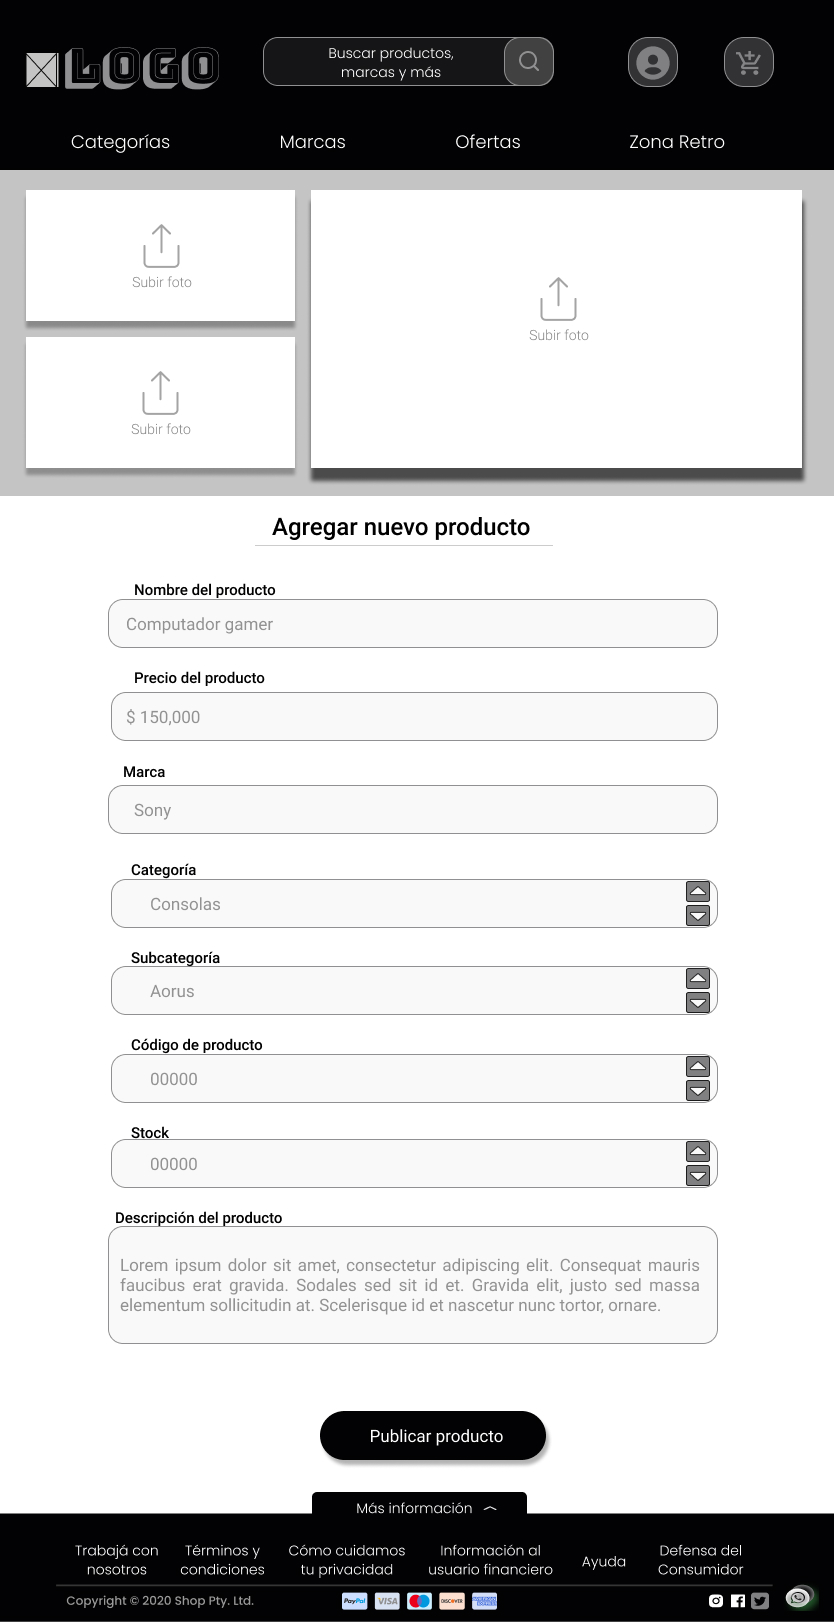 LOGO
Buscar productos,
marcas y más
Categorías
Marcas
Ofertas
Zona Retro
Subir foto
Subir foto
Subir foto
Agregar nuevo producto
Nombre del producto
Computador gamer
Precio del producto
$ 150,000
Marca
Sony
Categoría
Consolas
Subcategoría
Aorus
Código de producto
00000
Stock
00000
Descripción del producto
Lorem ipsum dolor sit amet, consectetur adipiscing elit. Consequat mauris
faucibus erat gravida. Sodales sed sit id et. Gravida elit, justo sed massa
elementum sollicitudin at. Scelerisque id et nascetur nunc tortor, ornare.
Publicar producto
Más información
Trabajá con
nosotros
Términos y
condiciones
Cómo cuidamos
tu privacidad
Información al
usuario financiero
Ayuda
Defensa del
Consumidor
Copyright © 2020 Shop Pty. Ltd.
PayPal
VISA
DISCOVER